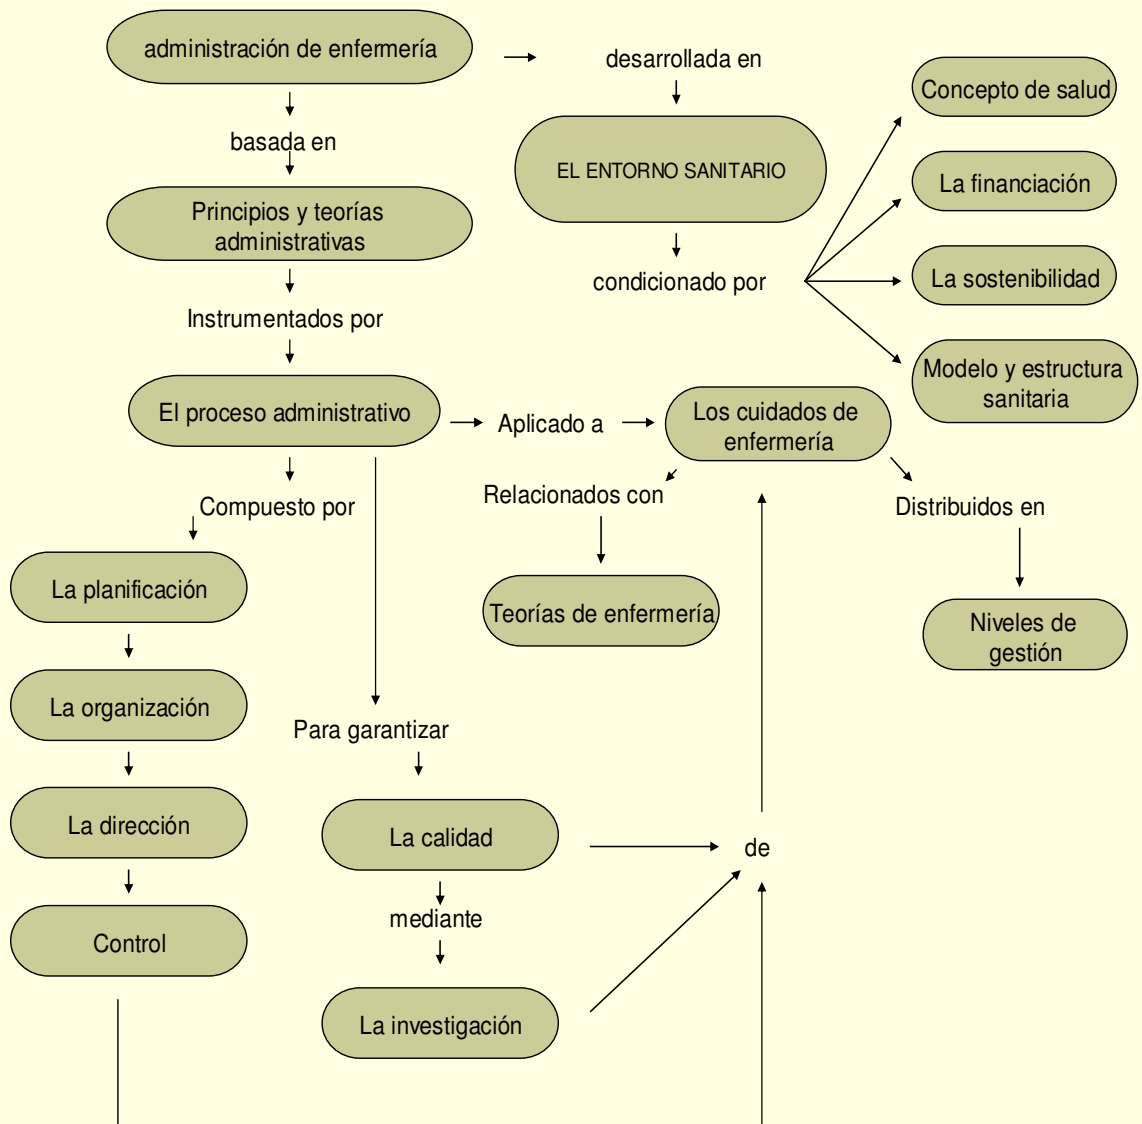 administración de enfermería
desarrollada en
Concepto de salud
basada en
EL ENTORNO SANITARIO
La financiación
Principios y teorías
administrativas
condicionado por
La sostenibilidad
Instrumentados por
Modelo y estructura
sanitaria
El proceso administrativo
Aplicado a
Los cuidados de
enfermería
Compuesto por
Relacionados con
Distribuidos en
La planificación
Teorías de enfermería
Niveles de
gestión
La organización
Para garantizar
La dirección
La calidad
de
mediante
Control
La investigación